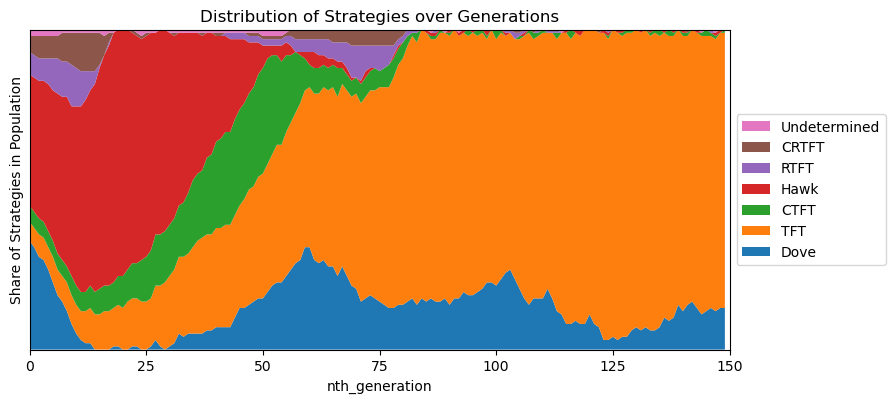 Distribution of Strategies over Generations
Share of Strategies in Population
Undetermined
CRTFT
RTFT
Hawk
CTFT
TFT
Dove
0 25 50 75 100 125 150
nth_generation